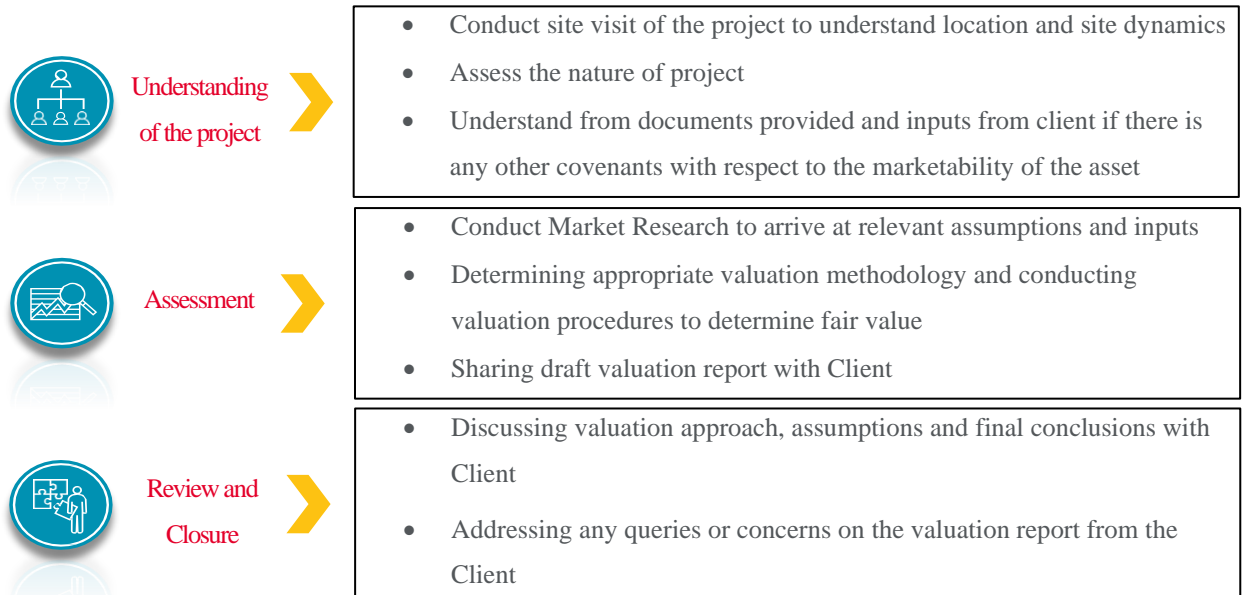 Understanding
of the project
• Conduct site visit of the project to understand location and site dynamics
• Assess the nature of project
• Understand from documents provided and inputs from client if there is
any other covenants with respect to the marketability of the asset
Assessment
• Conduct Market Research to arrive at relevant assumptions and inputs
• Determining appropriate valuation methodology and conducting
valuation procedures to determine fair value
• Sharing draft valuation report with Client
Review and
Closure
• Discussing valuation approach, assumptions and final conclusions with
Client
• Addressing any queries or concerns on the valuation report from the
Client